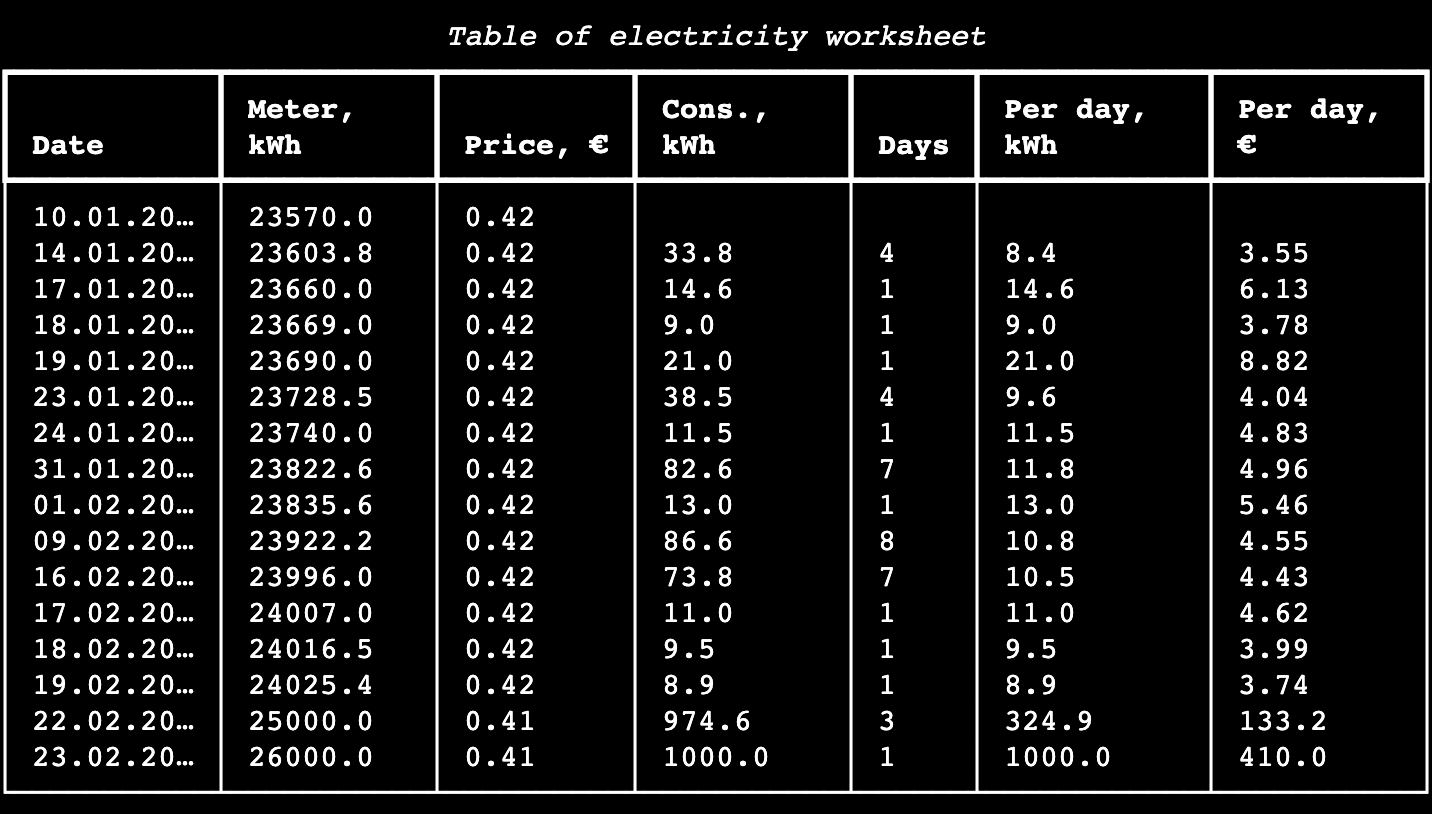 Table of electricity worksheet
Meter, Cons., Per day, Per day,
Date kWh Price, € kWh Days kWh €
10.01.20… 23570.0 0.42
14.01.20… 23603.8 0.42 33.8 4 8.4 3.55
17.01.20… 23660.0 0.42 14.6 1 14.6 6.13
18.01.20… 23669.0 0.42 9.0 1 9.0 3.78
19.01.20… 23690.0 0.42 21.0 1 21.0 8.82
23.01.20… 23728.5 0.42 38.5 4 9.6 4.04
24.01.20… 23740.0 0.42 11.5 1 11.5 4.83
31.01.20… 23822.6 0.42 82.6 7 11.8 4.96
01.02.20… 23835.6 0.42 13.0 1 13.0 5.46
09.02.20… 23922.2 0.42 86.6 8 10.8 4.55
16.02.20… 23996.0 0.42 73.8 7 10.5 4.43
17.02.20… 24007.0 0.42 11.0 1 11.0 4.62
18.02.20… 24016.5 0.42 9.5 1 9.5 3.99
19.02.20… 24025.4 0.42 8.9 1 8.9 3.74
22.02.20… 25000.0 0.41 974.6 3 324.9 133.2
23.02.20… 26000.0 0.41 1000.0 1 1000.0 410.0